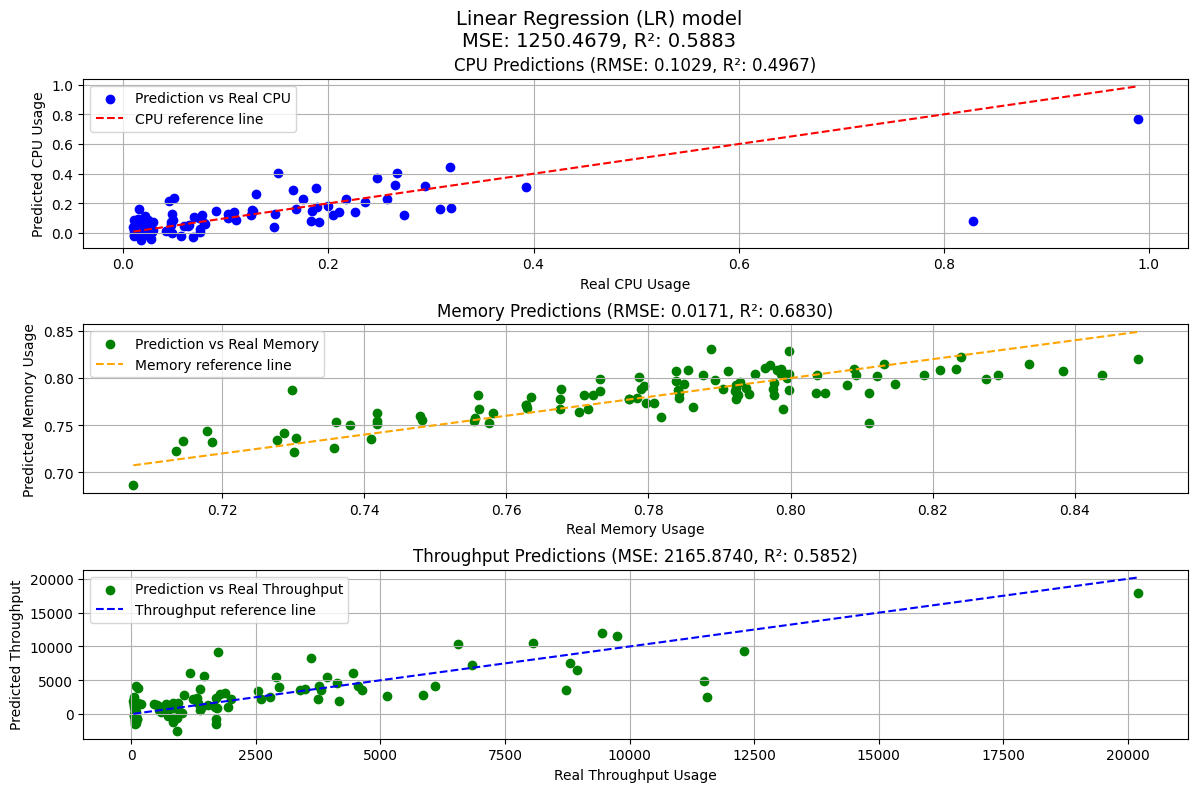 Linear Regression (LR) model
MSE: 1250.4679, R²: 0.5883
CPU Predictions (RMSE: 0.1029, R²: 0.4967)
Predicted CPU Usage
1.0
0.8
0.6
0.4
0.2
0.0
Prediction vs Real CPU
CPU reference line
0.0 0.2 0.4 0.6 0.8 1.0
Real CPU Usage
Memory Predictions (RMSE: 0.0171, R²: 0.6830)
Predicted Memory Usage
0.85
0.80
0.75
0.70
Prediction vs Real Memory
Memory reference line
0.72 0.74 0.76 0.78 0.80 0.82 0.84
Real Memory Usage
Throughput Predictions (MSE: 2165.8740, R²: 0.5852)
Predicted Throughput
20000
15000
10000
5000
0
Prediction vs Real Throughput
Throughput reference line
0 2500 5000 7500 10000 12500 15000 17500 20000
Real Throughput Usage